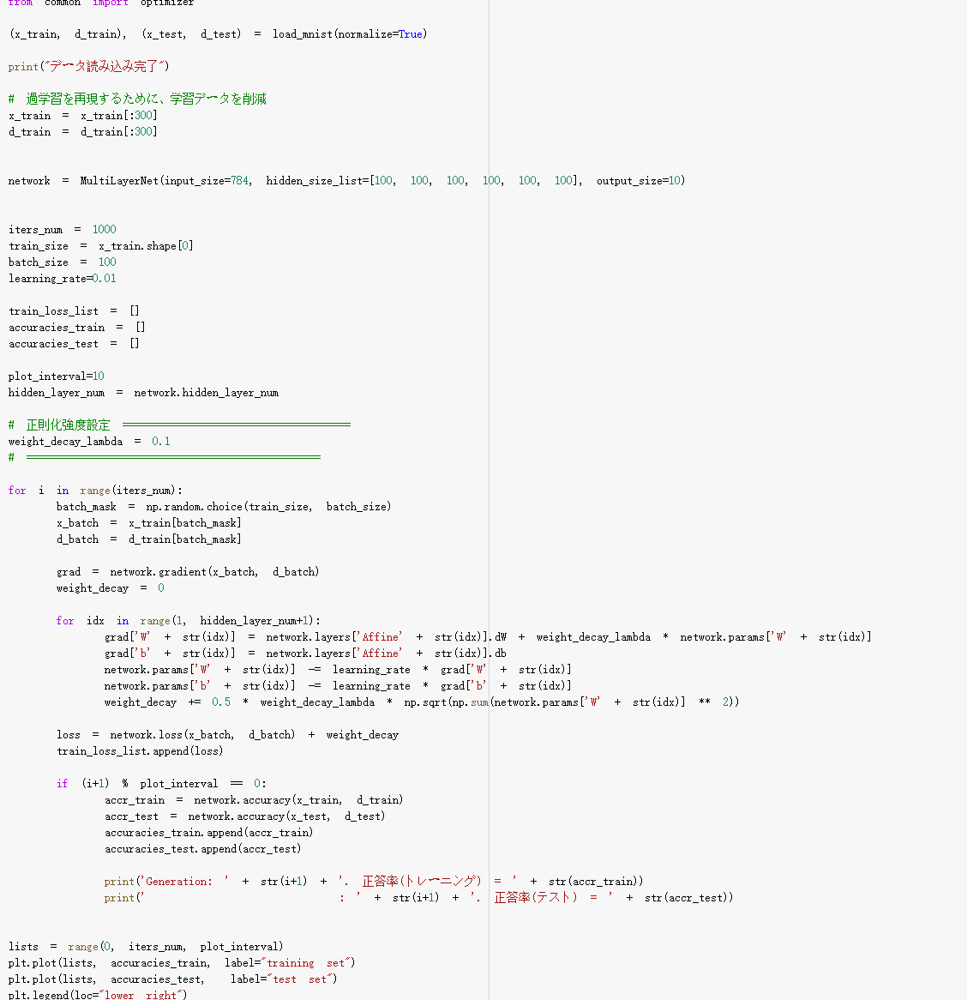 from common import optimizer
(x_train, d_train), (x_test, d_test) = load_mnist(normalize=True)
print("データ読み込み完了")
# 過学習を再現するために、学習データを削減
x_train = x_train[:300]
d_train = d_train[:300]
network = MultiLayerNet(input_size=784, hidden_size_list=[100, 100, 100, 100, 100, 100], output_size=10)
iters_num = 1000
train_size = x_train.shape[0]
batch_size = 100
learning_rate=0.01
train_loss_list = []
accuracies_train = []
accuracies_test = []
plot_interval=10
hidden_layer_num = network.hidden_layer_num
# 正則化強度設定 ======================================
weight_decay_lambda = 0.1
# =================================================
for i in range(iters_num):
batch_mask = np.random.choice(train_size, batch_size)
x_batch = x_train[batch_mask]
d_batch = d_train[batch_mask]
grad = network.gradient(x_batch, d_batch)
weight_decay = 0
for idx in range(1, hidden_layer_num+1):
grad['W' + str(idx)] = network.layers['Affine' + str(idx)].dW + weight_decay_lambda * network.params['W' + str(idx)]
grad['b' + str(idx)] = network.layers['Affine' + str(idx)].db
network.params['W' + str(idx)] -= learning_rate * grad['W' + str(idx)]
network.params['b' + str(idx)] -= learning_rate * grad['b' + str(idx)]
weight_decay += 0.5 * weight_decay_lambda * np.sqrt(np.sum(network.params['W' + str(idx)] ** 2))
loss = network.loss(x_batch, d_batch) + weight_decay
train_loss_list.append(loss)
if (i+1) % plot_interval == 0:
accr_train = network.accuracy(x_train, d_train)
accr_test = network.accuracy(x_test, d_test)
accuracies_train.append(accr_train)
accuracies_test.append(accr_test)
print('Generation: ' + str(i+1) + '. 正答率(トレーニング) = ' + str(accr_train))
print('                : ' + str(i+1) + '. 正答率(テスト) = ' + str(accr_test))
lists = range(0, iters_num, plot_interval)
plt.plot(lists, accuracies_train, label="training set")
plt.plot(lists, accuracies_test, label="test set")
plt.legend(loc="lower right")